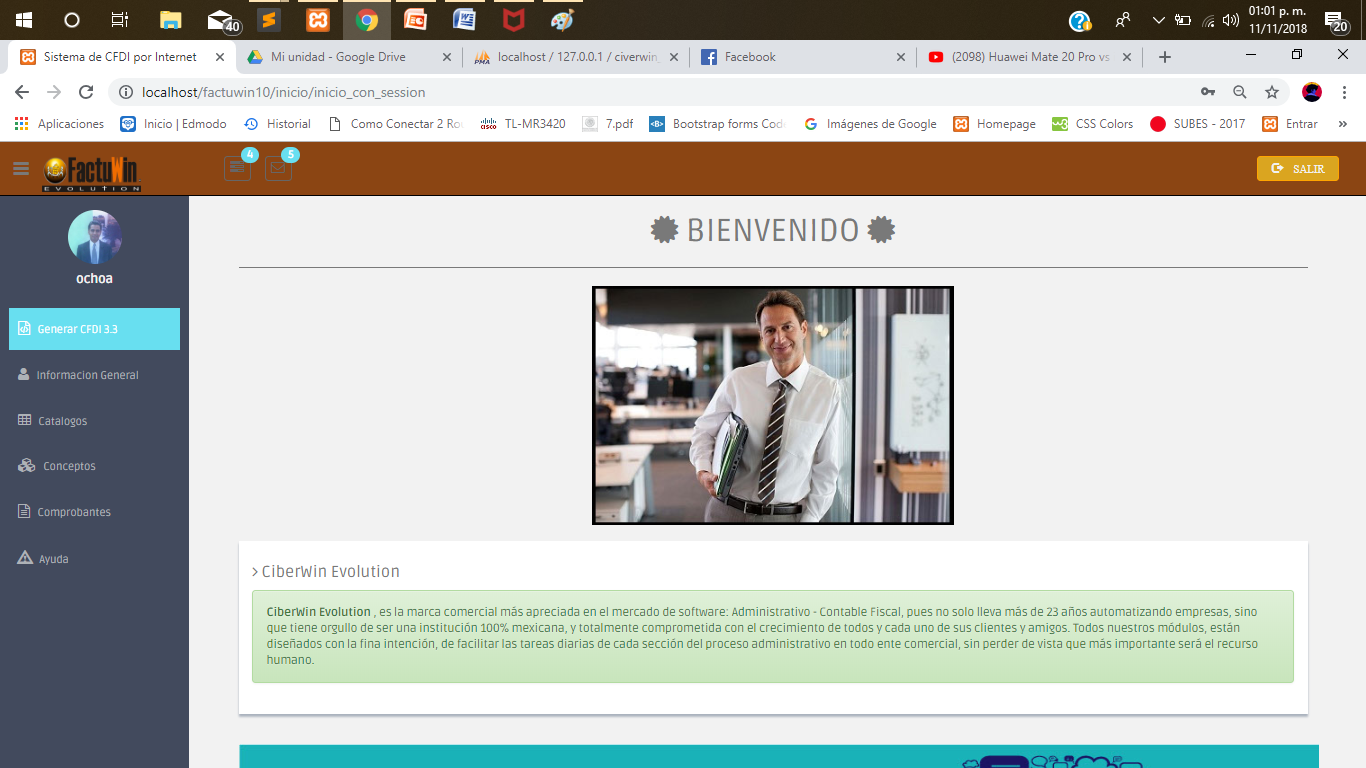 40
01:01 p. m.
11/11/2018
20
Sistema de CFDI por Internet
Mi unidad - Google Drive
PMA
localhost / 127.0.0.1 / civerwin_
Facebook
(2098) Huawei Mate 20 Pro vs
localhost/factuwin10/inicio/inicio_con_session
Aplicaciones
Inicio | Edmodo
Historial
Como Conectar 2 Ro
cisco
TL-MR3420
7.pdf
<B>
Bootstrap forms Cod
Imágenes de Google
Homepage
CSS Colors
SUBES - 2017
Entrar
»
FactuWin
EVOLUTION
4
5
SALIR
ochoa
Generar CFDI 3.3
Informacion General
Catalogos
Conceptos
Comprobantes
Ayuda
BIENVENIDO
> CiberWin Evolution
CiberWin Evolution , es la marca comercial más apreciada en el mercado de software: Administrativo - Contable Fiscal, pues no solo lleva más de 23 años automatizando empresas, sino
que tiene orgullo de ser una institución 100% mexicana, y totalmente comprometida con el crecimiento de todos y cada uno de sus clientes y amigos. Todos nuestros módulos, están
diseñados con la fina intención, de facilitar las tareas diarias de cada sección del proceso administrativo en todo ente comercial, sin perder de vista que más importante será el recurso
humano.